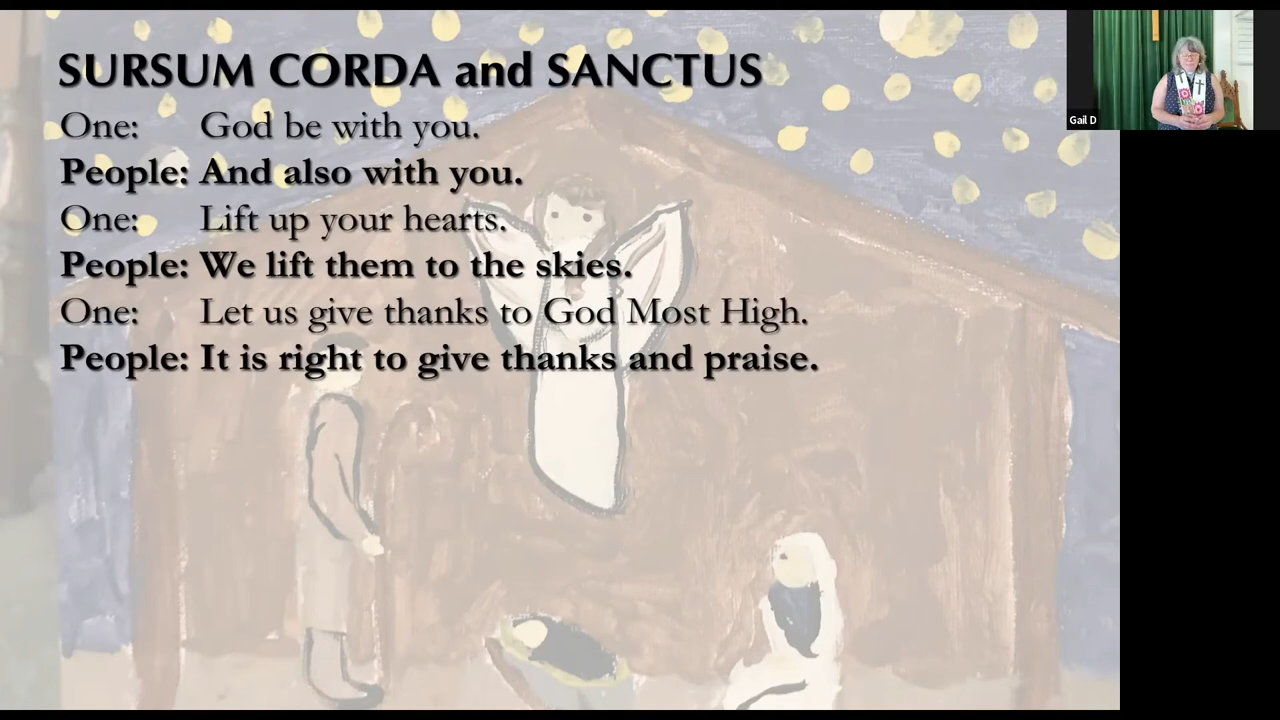 SURSUM CORDA and SANCTUS
One: God be with you.
People: And also with you.
One: Lift up your hearts.
People: We lift them to the skies.
One: Let us give thanks to God Most High.
People: It is right to give thanks and praise.
Gail D